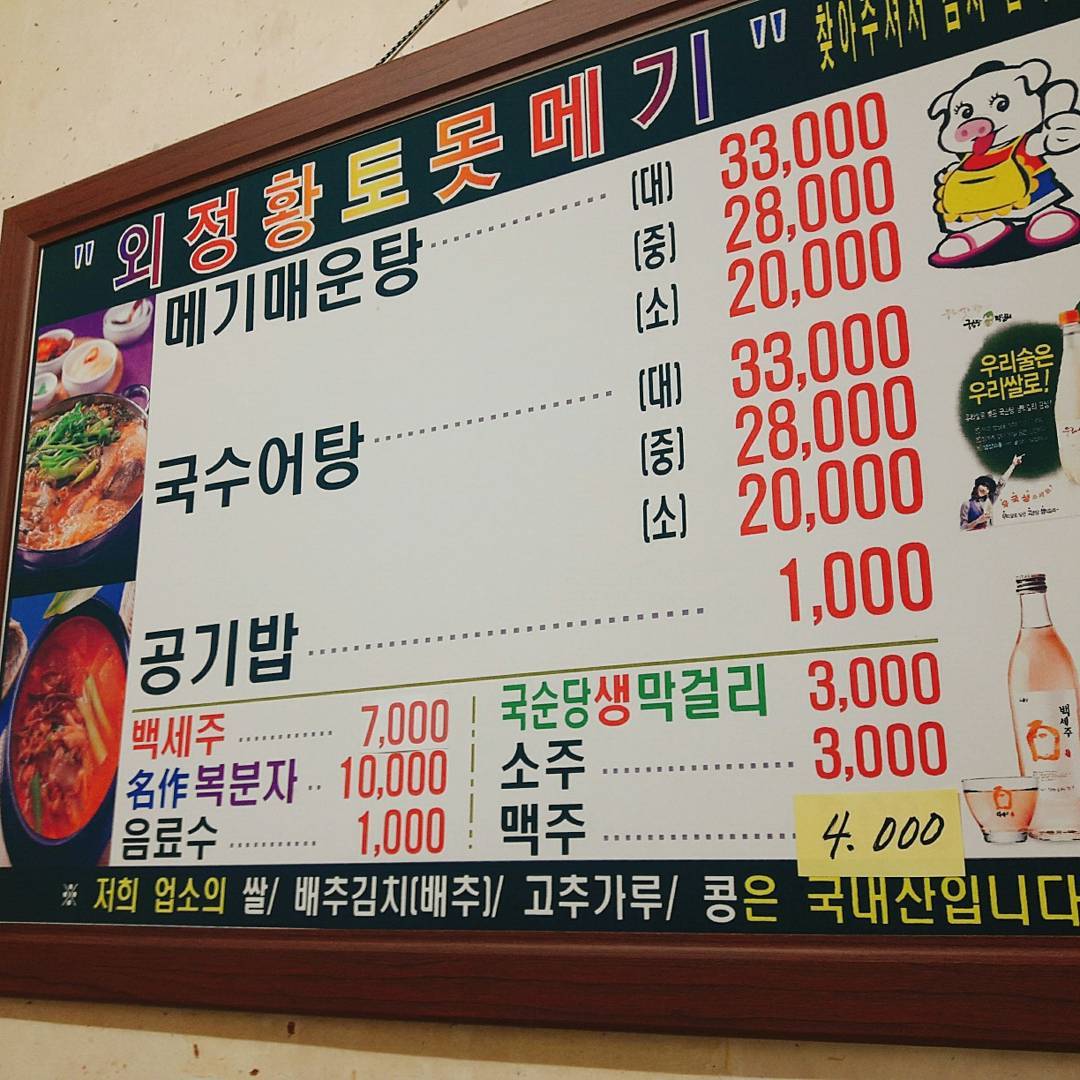 " 외정황토못메기 "
찾아주셔서 감사
메기매운탕 (대) 33,000
(중) 28,000
(소) 20,000
국수어탕 (대) 33,000
(중) 28,000
(소) 20,000
공기밥 1,000
백세주 7,000
名作복분자 10,000
음료수 1,000
국순당생막걸리 3,000
소주 3,000
맥주 4.000
※ 저희 업소의 쌀/ 배추김치(배추)/ 고추가루/ 콩은 국내산입니다
우리술은
우리쌀로!
백세주